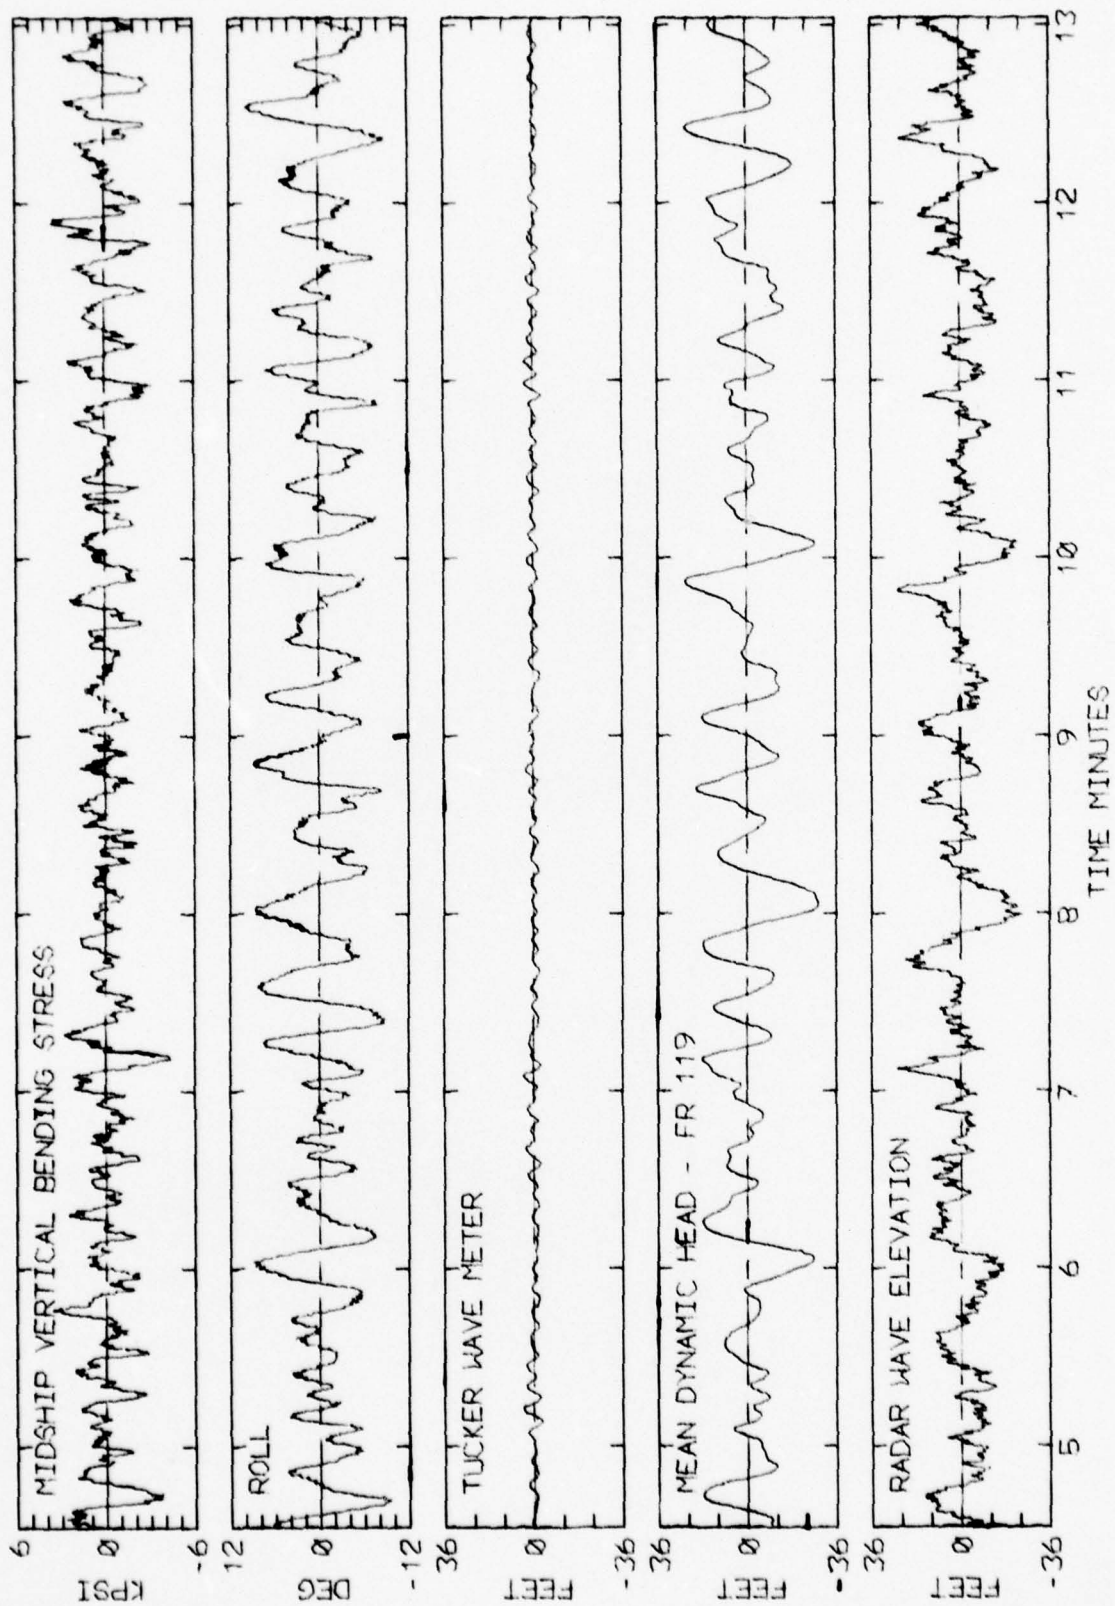 MIDSHIP VERTICAL BENDING STRESS
6
0
-6
KPSI
ROLL
12
0
-12
DEG
TUCKER WAVE METER
36
0
-36
FEET
MEAN DYNAMIC HEAD - FR 119
36
0
-36
FEET
RADAR WAVE ELEVATION
36
0
-36
FEET
5 6 7 8 9 10 11 12 13
TIME MINUTES